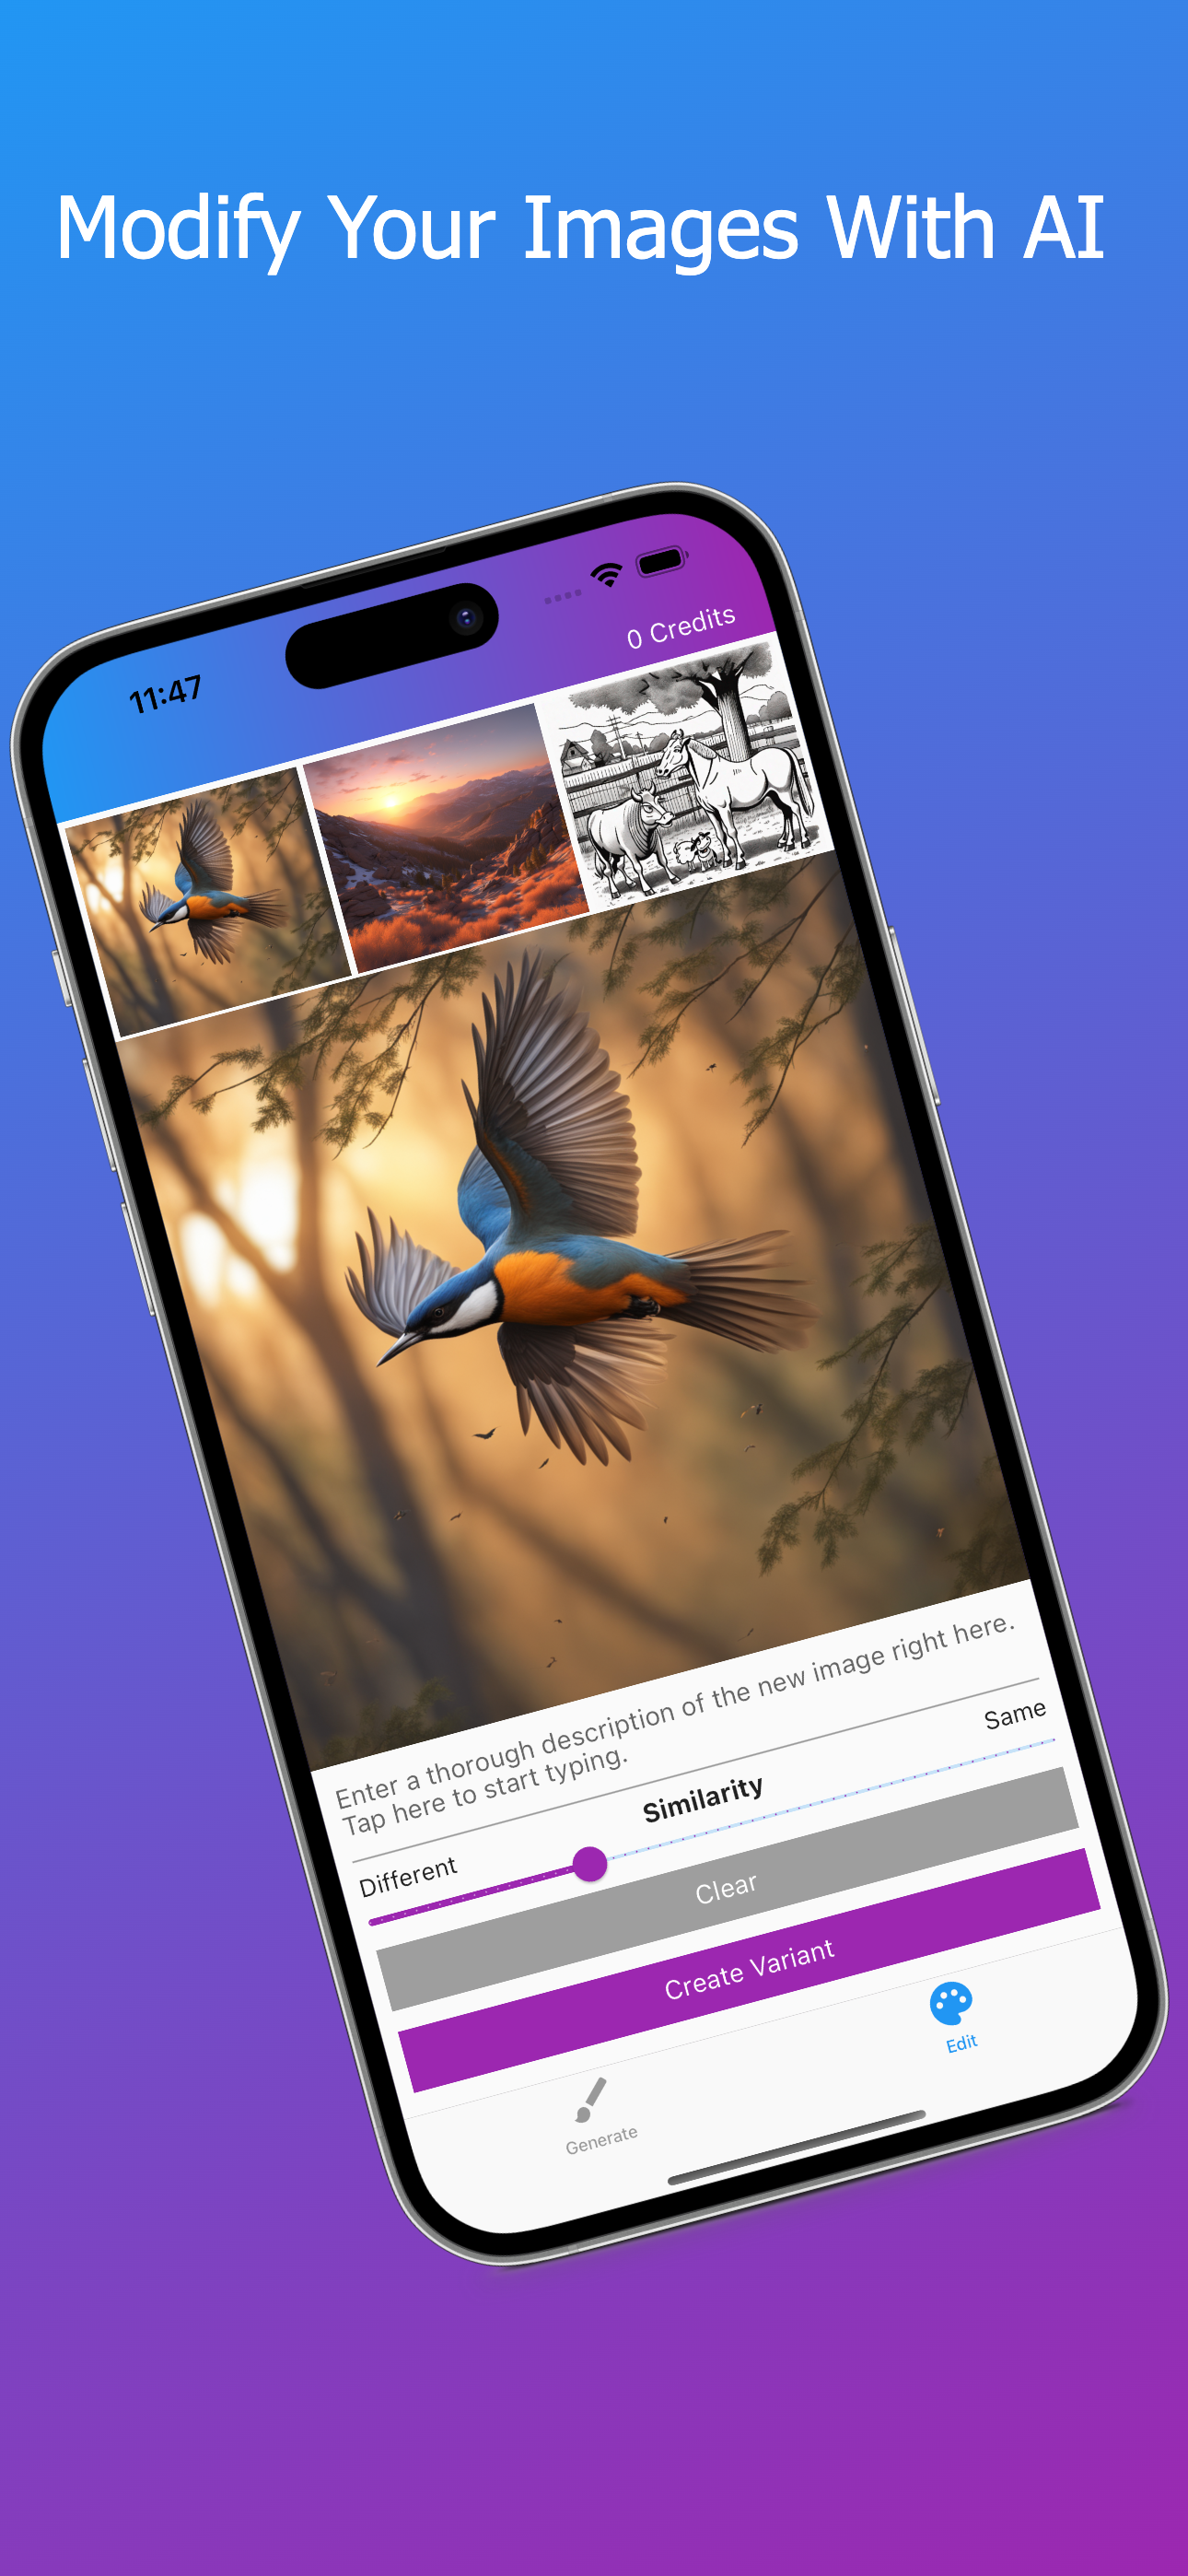 Modify Your Images With AI
11:47
0 Credits
Enter a thorough description of the new image right here.
Tap here to start typing.
Same
Similarity
Different
Clear
Create Variant
Edit
Generate